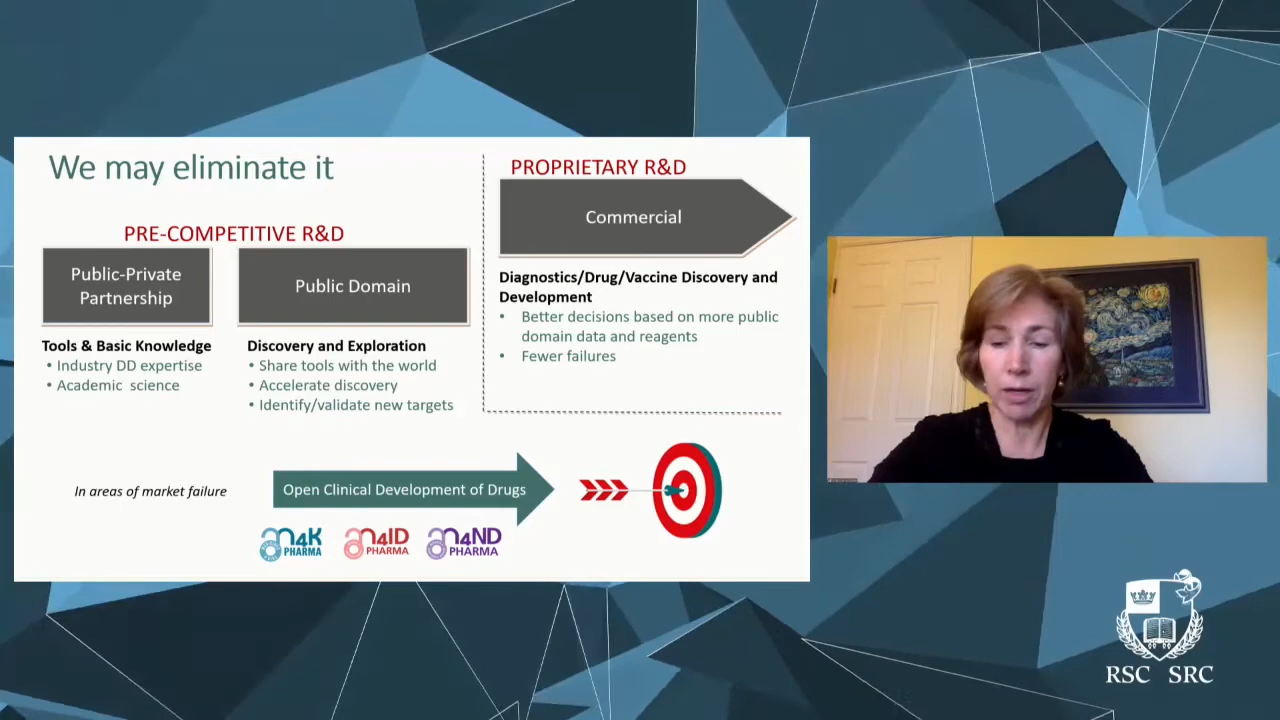 We may eliminate it
PRE-COMPETITIVE R&D
Public-Private
Partnership
Public Domain
Tools & Basic Knowledge
• Industry DD expertise
• Academic science
Discovery and Exploration
• Share tools with the world
• Accelerate discovery
• Identify/validate new targets
PROPRIETARY R&D
Commercial
Diagnostics/Drug/Vaccine Discovery and
Development
• Better decisions based on more public
domain data and reagents
• Fewer failures
In areas of market failure
Open Clinical Development of Drugs
M4K
PHARMA
M4ID
PHARMA
M4ND
PHARMA
RSC SRC